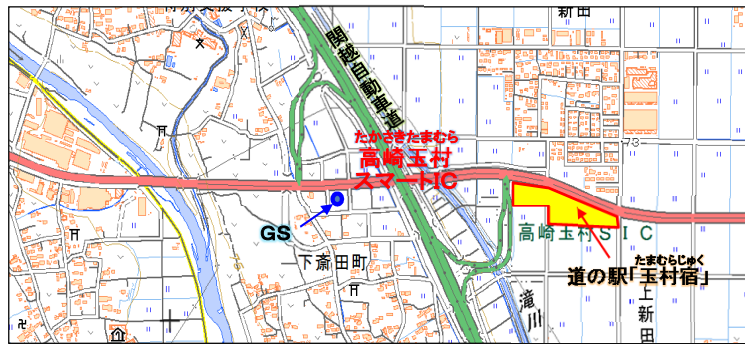 新田
関越自動車道
たかさきたまむら
高崎玉村
スマートIC
73
GS
高崎玉村SIC
下斎田町
たまむらじゅく
道の駅「玉村宿」
滝川
上新田